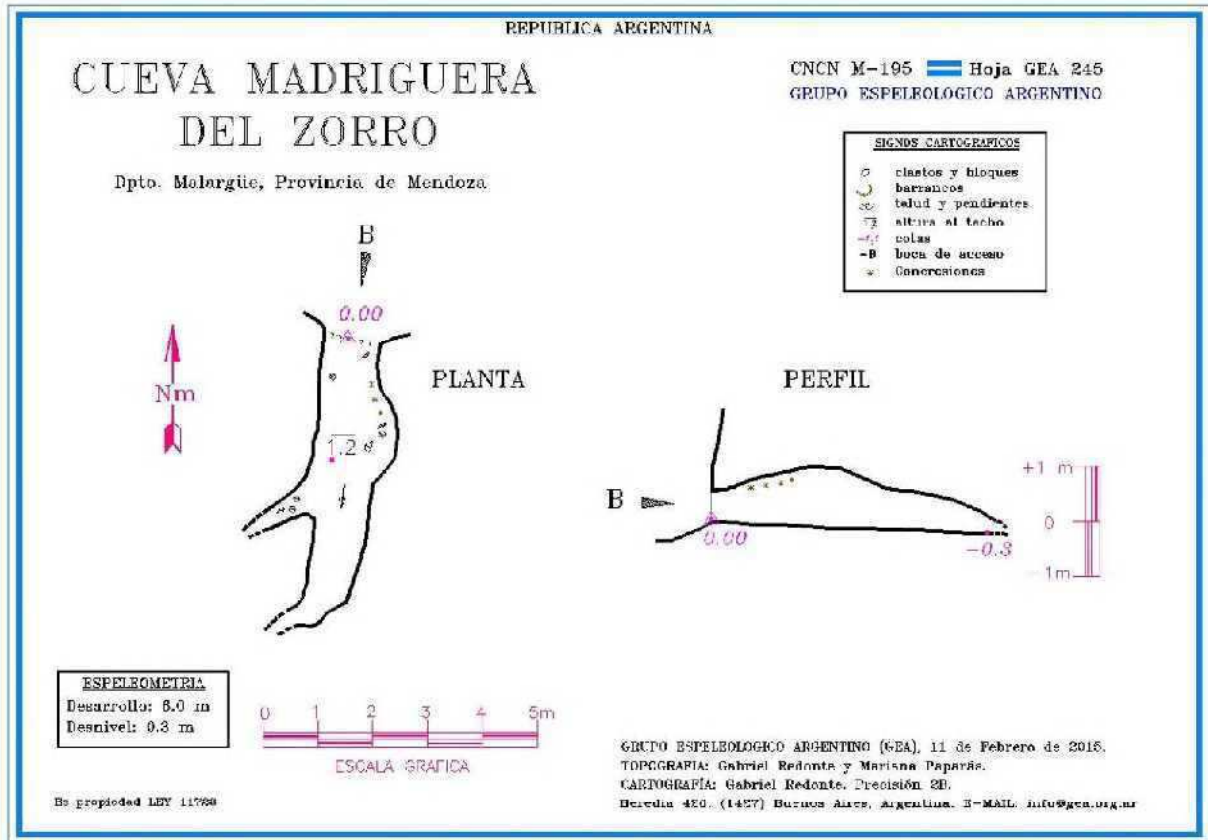 REPUBLICA ARGENTINA
CUEVA MADRIGUERA
DEL ZORRO
Dpto. Malargüe, Provincia de Mendoza
CNCN M-195 Hoja GEA 245
GRUPO ESPELEOLOGICO ARGENTINO
SIGNOS CARTOGRAFICOS
clastos y bloques
barrancos
talud y pendientes
altura al techo
cotas
-B boca de acceso
Concresiones
B
0.00
Nm
1.2
PLANTA
PERFIL
B
0.00
-0.3
+1 m
0
-1m
ESPELEOMETRIA
Desarrollo: 6.0 m
Desnivel: 0.3 m
0 1 2 3 4 5m
ESCALA GRAFICA
GRUPO ESPELEOLOGICO ARGENTINO (GEA), 11 de Febrero de 2015.
TOPOGRAFIA: Gabriel Redonte y Mariana Paparás.
CARTOGRAFÍA: Gabriel Redonte. Precisión 2B.
Heredia 426, (1427) Buenos Aires, Argentina. E-MAIL: info@gea.org.ar
Es propiedad LEY 11723